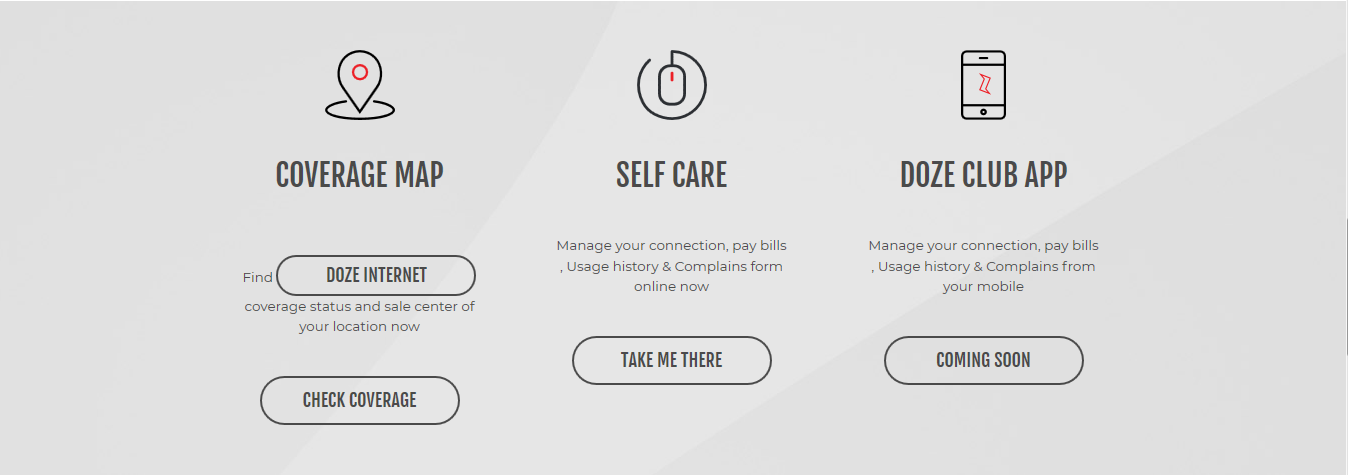 COVERAGE MAP
Find DOZE INTERNET
coverage status and sale center of
your location now
CHECK COVERAGE
SELF CARE
Manage your connection, pay bills
, Usage history & Complains form
online now
TAKE ME THERE
DOZE CLUB APP
Manage your connection, pay bills
, Usage history & Complains from
your mobile
COMING SOON